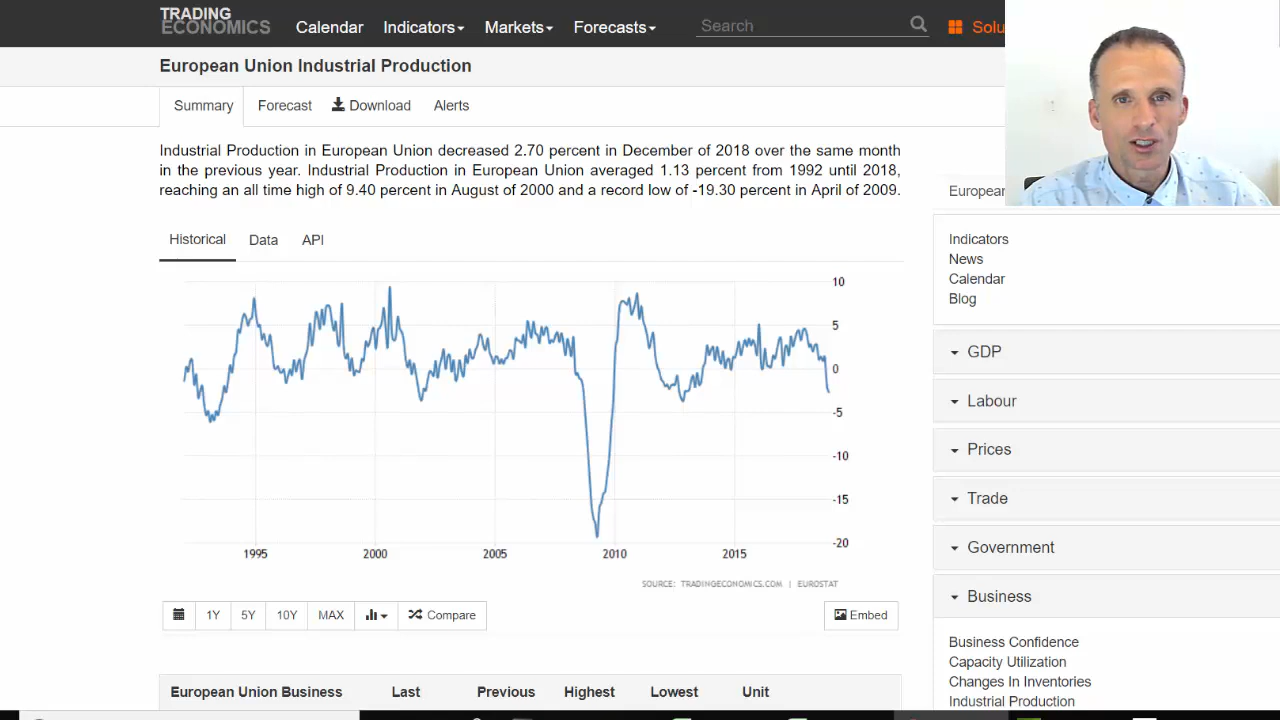 TRADING
ECONOMICS
Calendar
Indicators
Markets
Forecasts
Search
Solu
European Union Industrial Production
Summary
Forecast
Download
Alerts
Industrial Production in European Union decreased 2.70 percent in December of 2018 over the same month
in the previous year. Industrial Production in European Union averaged 1.13 percent from 1992 until 2018,
reaching an all time high of 9.40 percent in August of 2000 and a record low of -19.30 percent in April of 2009.
Historical
Data
API
10
5
0
-5
-10
-15
-20
1995
2000
2005
2010
2015
SOURCE: TRADINGECONOMICS.COM | EUROSTAT
1Y
5Y
10Y
MAX
Compare
Embed
European Union Business
Last
Previous
Highest
Lowest
Unit
European
Indicators
News
Calendar
Blog
GDP
Labour
Prices
Trade
Government
Business
Business Confidence
Capacity Utilization
Changes In Inventories
Industrial Production